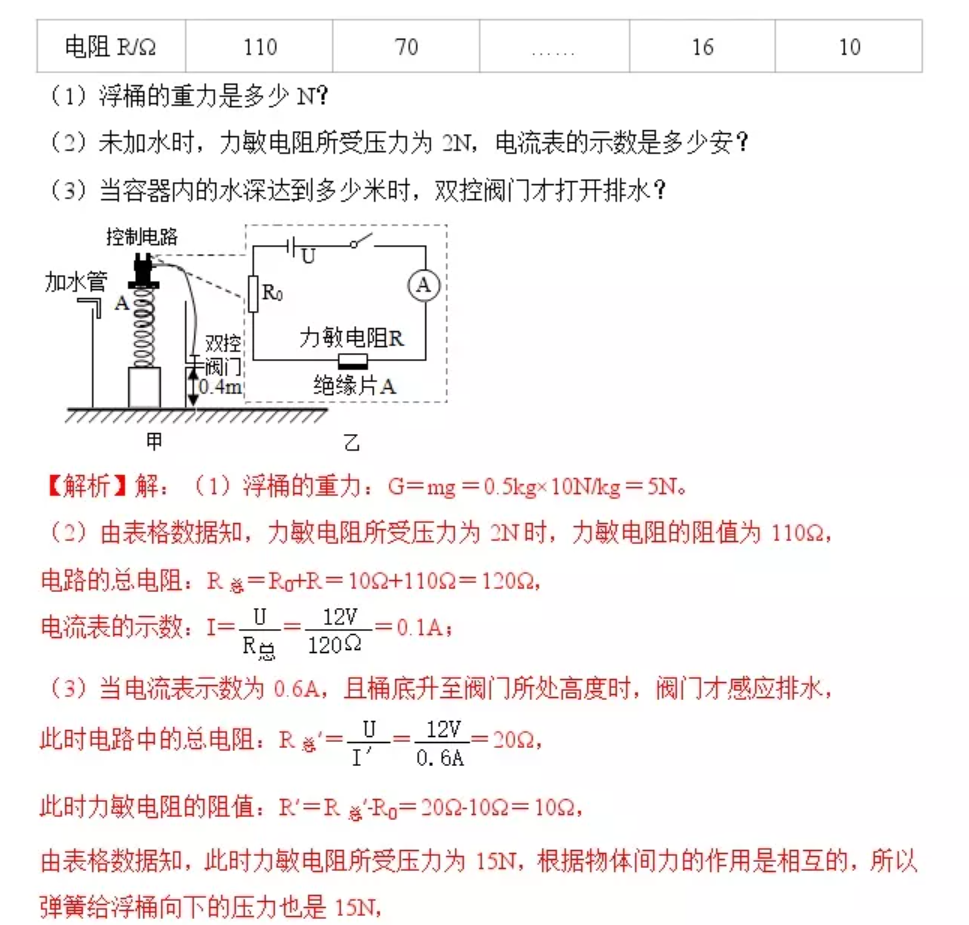 电阻 R/Ω 110 70 …… 16 10
（1）浮桶的重力是多少 N？
（2）未加水时，力敏电阻所受压力为 2N，电流表的示数是多少安？
（3）当容器内的水深达到多少米时，双控阀门才打开排水？
控制电路
加水管
A
双控
阀门
0.4m
甲
U
R₀
A
力敏电阻R
绝缘片A
乙
【解析】解：（1）浮桶的重力：G＝mg＝0.5kg×10N/kg＝5N。
（2）由表格数据知，力敏电阻所受压力为 2N时，力敏电阻的阻值为 110Ω，
电路的总电阻：R总＝R₀+R＝10Ω+110Ω＝120Ω，
电流表的示数：I＝U/R总＝12V/120Ω＝0.1A；
（3）当电流表示数为 0.6A，且桶底升至阀门所处高度时，阀门才感应排水，
此时电路中的总电阻：R总′＝U/I′＝12V/0.6A＝20Ω，
此时力敏电阻的阻值：R′＝R总′-R₀＝20Ω-10Ω＝10Ω，
由表格数据知，此时力敏电阻所受压力为 15N，根据物体间力的作用是相互的，所以
弹簧给浮桶向下的压力也是 15N，